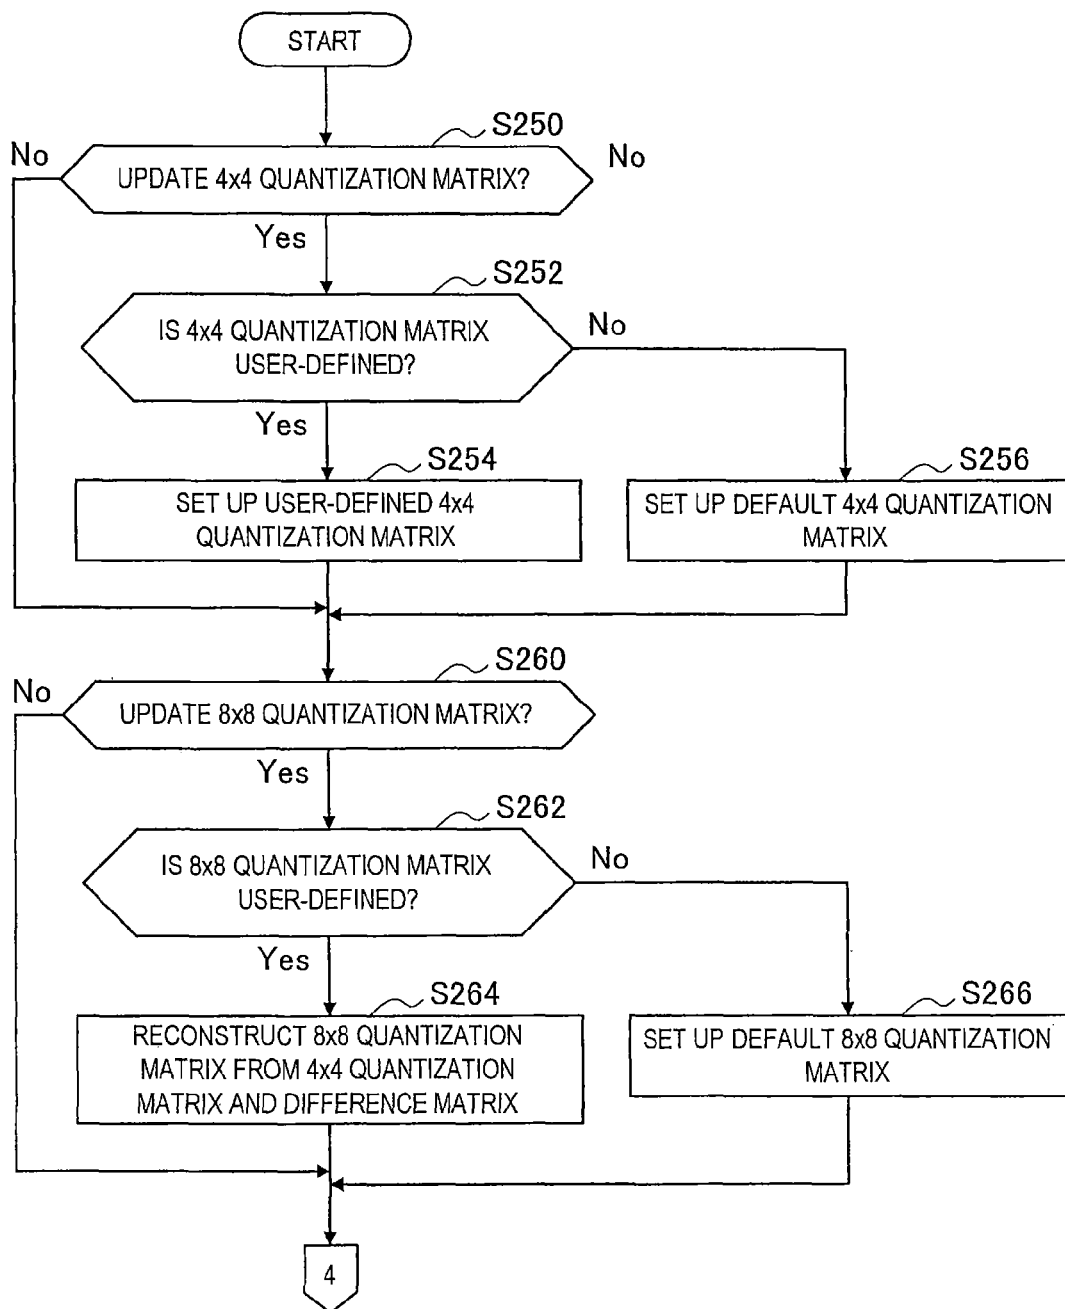 START
S250
No
UPDATE 4x4 QUANTIZATION MATRIX?
No
Yes
S252
IS 4x4 QUANTIZATION MATRIX
USER-DEFINED?
No
Yes
S254
SET UP USER-DEFINED 4x4
QUANTIZATION MATRIX
S256
SET UP DEFAULT 4x4 QUANTIZATION
MATRIX
S260
No
UPDATE 8x8 QUANTIZATION MATRIX?
Yes
S262
IS 8x8 QUANTIZATION MATRIX
USER-DEFINED?
No
Yes
S264
RECONSTRUCT 8x8 QUANTIZATION
MATRIX FROM 4x4 QUANTIZATION
MATRIX AND DIFFERENCE MATRIX
S266
SET UP DEFAULT 8x8 QUANTIZATION
MATRIX
4